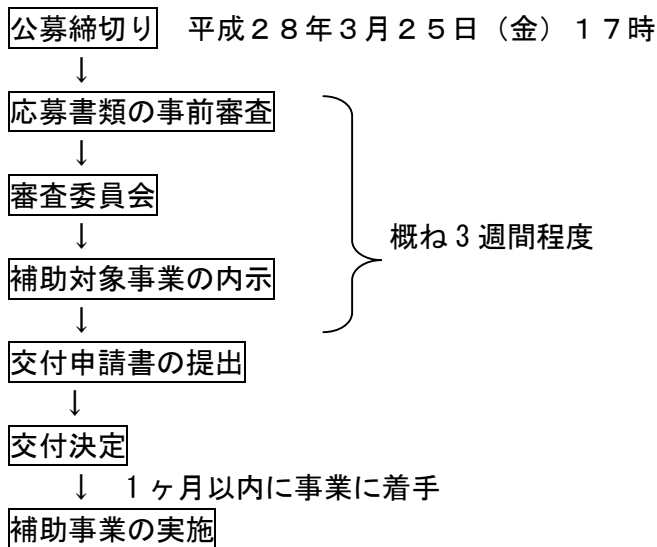 公募締切り 平成２８年３月２５日（金）１７時
↓
応募書類の事前審査
↓
審査委員会
↓
概ね３週間程度
補助対象事業の内示
↓
交付申請書の提出
↓
交付決定
↓ １ヶ月以内に事業に着手
補助事業の実施